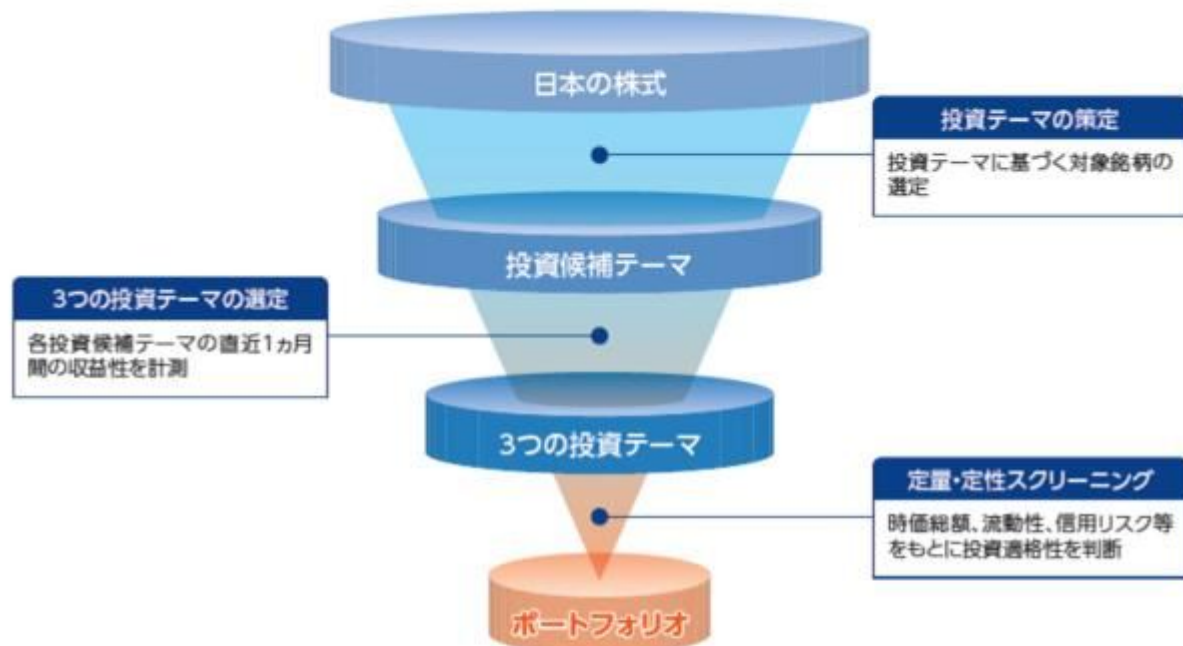 日本の株式
投資テーマの策定
投資テーマに基づく対象銘柄の
選定
投資候補テーマ
3つの投資テーマの選定
各投資候補テーマの直近1ヵ月
間の収益性を計測
3つの投資テーマ
定量・定性スクリーニング
時価総額、流動性、信用リスク等
をもとに投資適格性を判断
ポートフォリオ